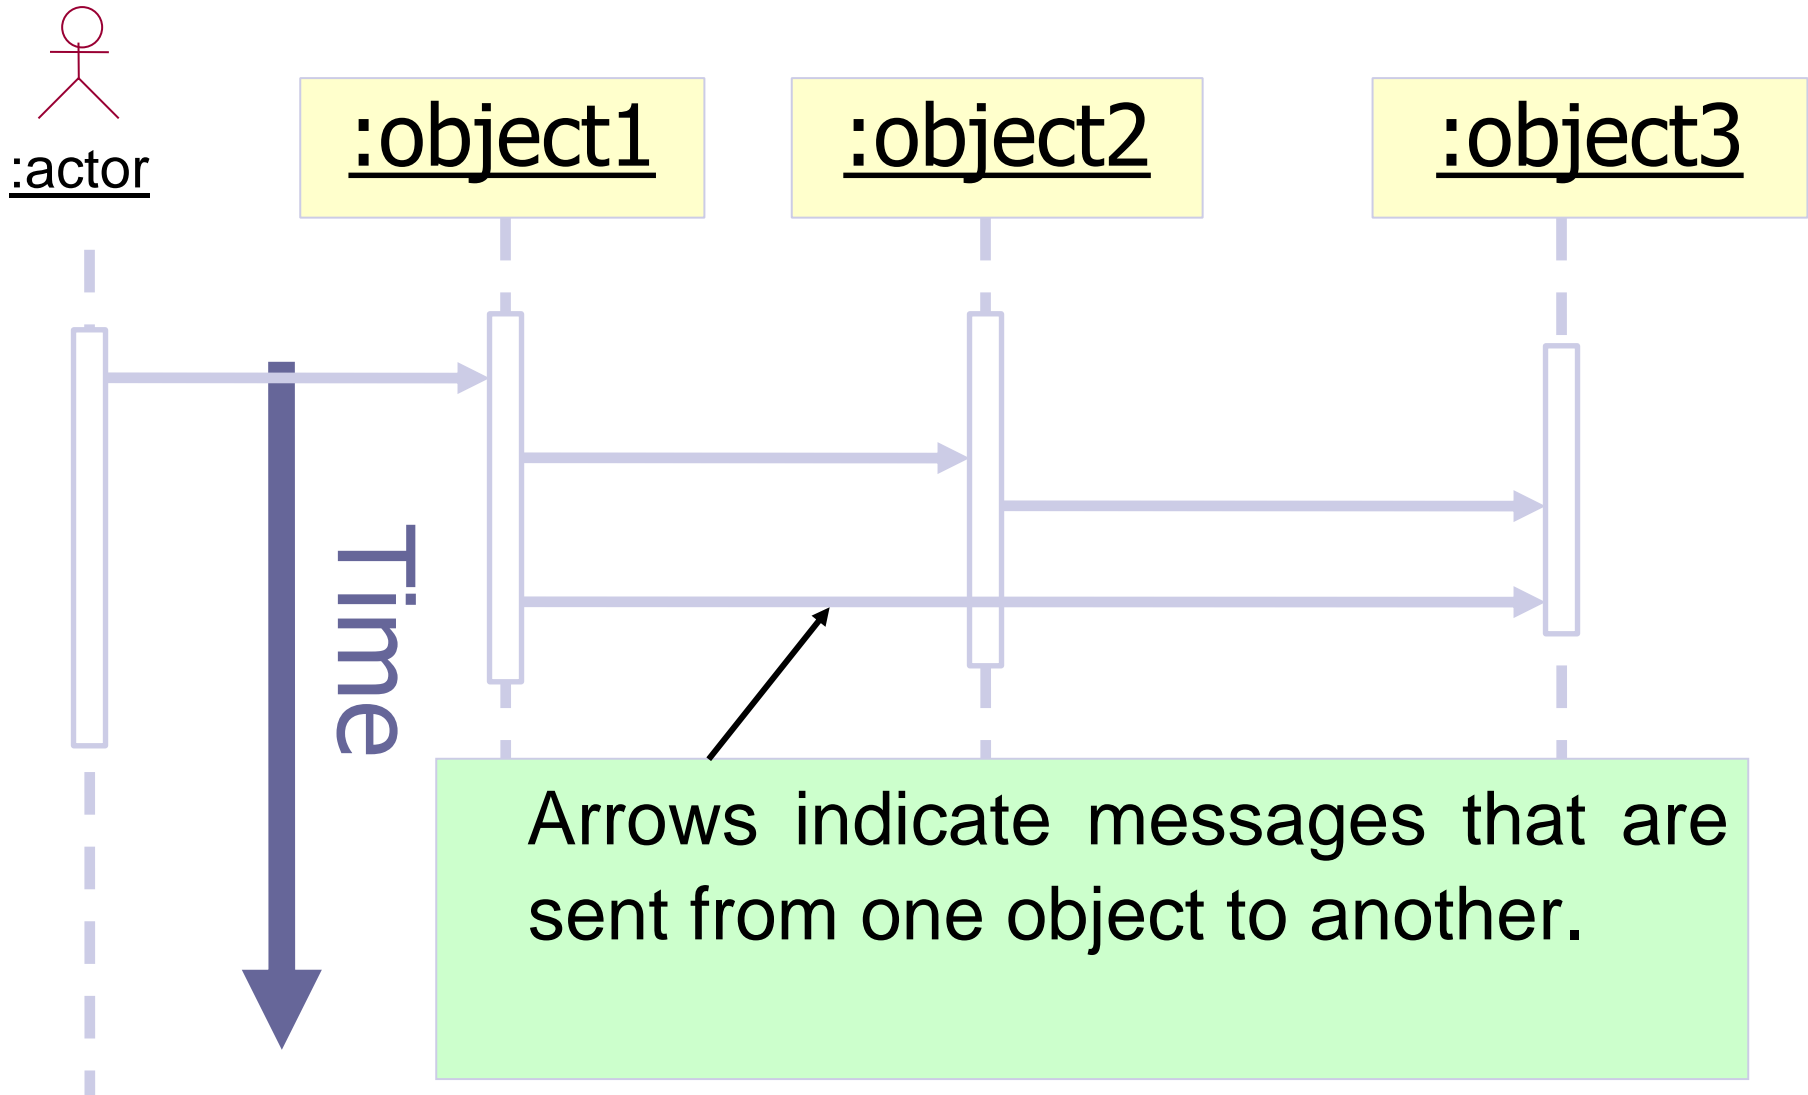 :actor
:object1
:object2
:object3
Time
Arrows indicate messages that are
sent from one object to another.